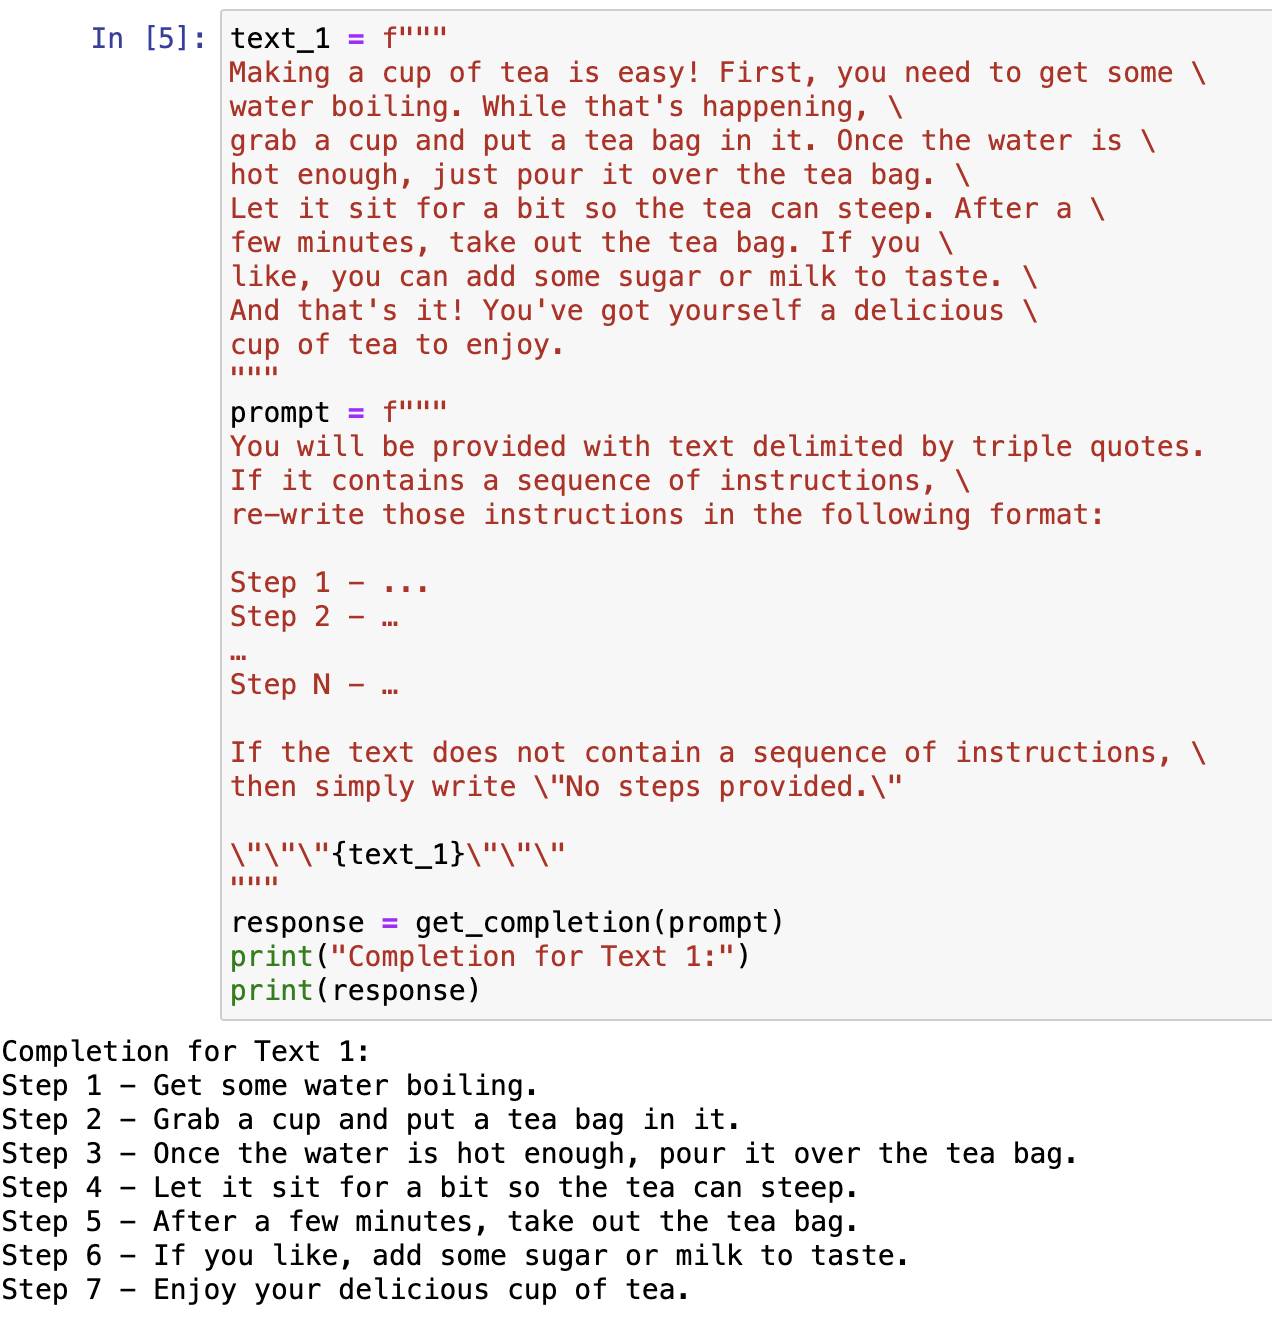 In [5]: text_1 = f"""
Making a cup of tea is easy! First, you need to get some \
water boiling. While that's happening, \
grab a cup and put a tea bag in it. Once the water is \
hot enough, just pour it over the tea bag. \
Let it sit for a bit so the tea can steep. After a \
few minutes, take out the tea bag. If you \
like, you can add some sugar or milk to taste. \
And that's it! You've got yourself a delicious \
cup of tea to enjoy.
"""
prompt = f"""
You will be provided with text delimited by triple quotes.
If it contains a sequence of instructions, \
re-write those instructions in the following format:

Step 1 - ...
Step 2 - …
…
Step N - …

If the text does not contain a sequence of instructions, \
then simply write \"No steps provided.\"

\"\"\"{text_1}\"\"\"
"""
response = get_completion(prompt)
print("Completion for Text 1:")
print(response)
Completion for Text 1:
Step 1 - Get some water boiling.
Step 2 - Grab a cup and put a tea bag in it.
Step 3 - Once the water is hot enough, pour it over the tea bag.
Step 4 - Let it sit for a bit so the tea can steep.
Step 5 - After a few minutes, take out the tea bag.
Step 6 - If you like, add some sugar or milk to taste.
Step 7 - Enjoy your delicious cup of tea.